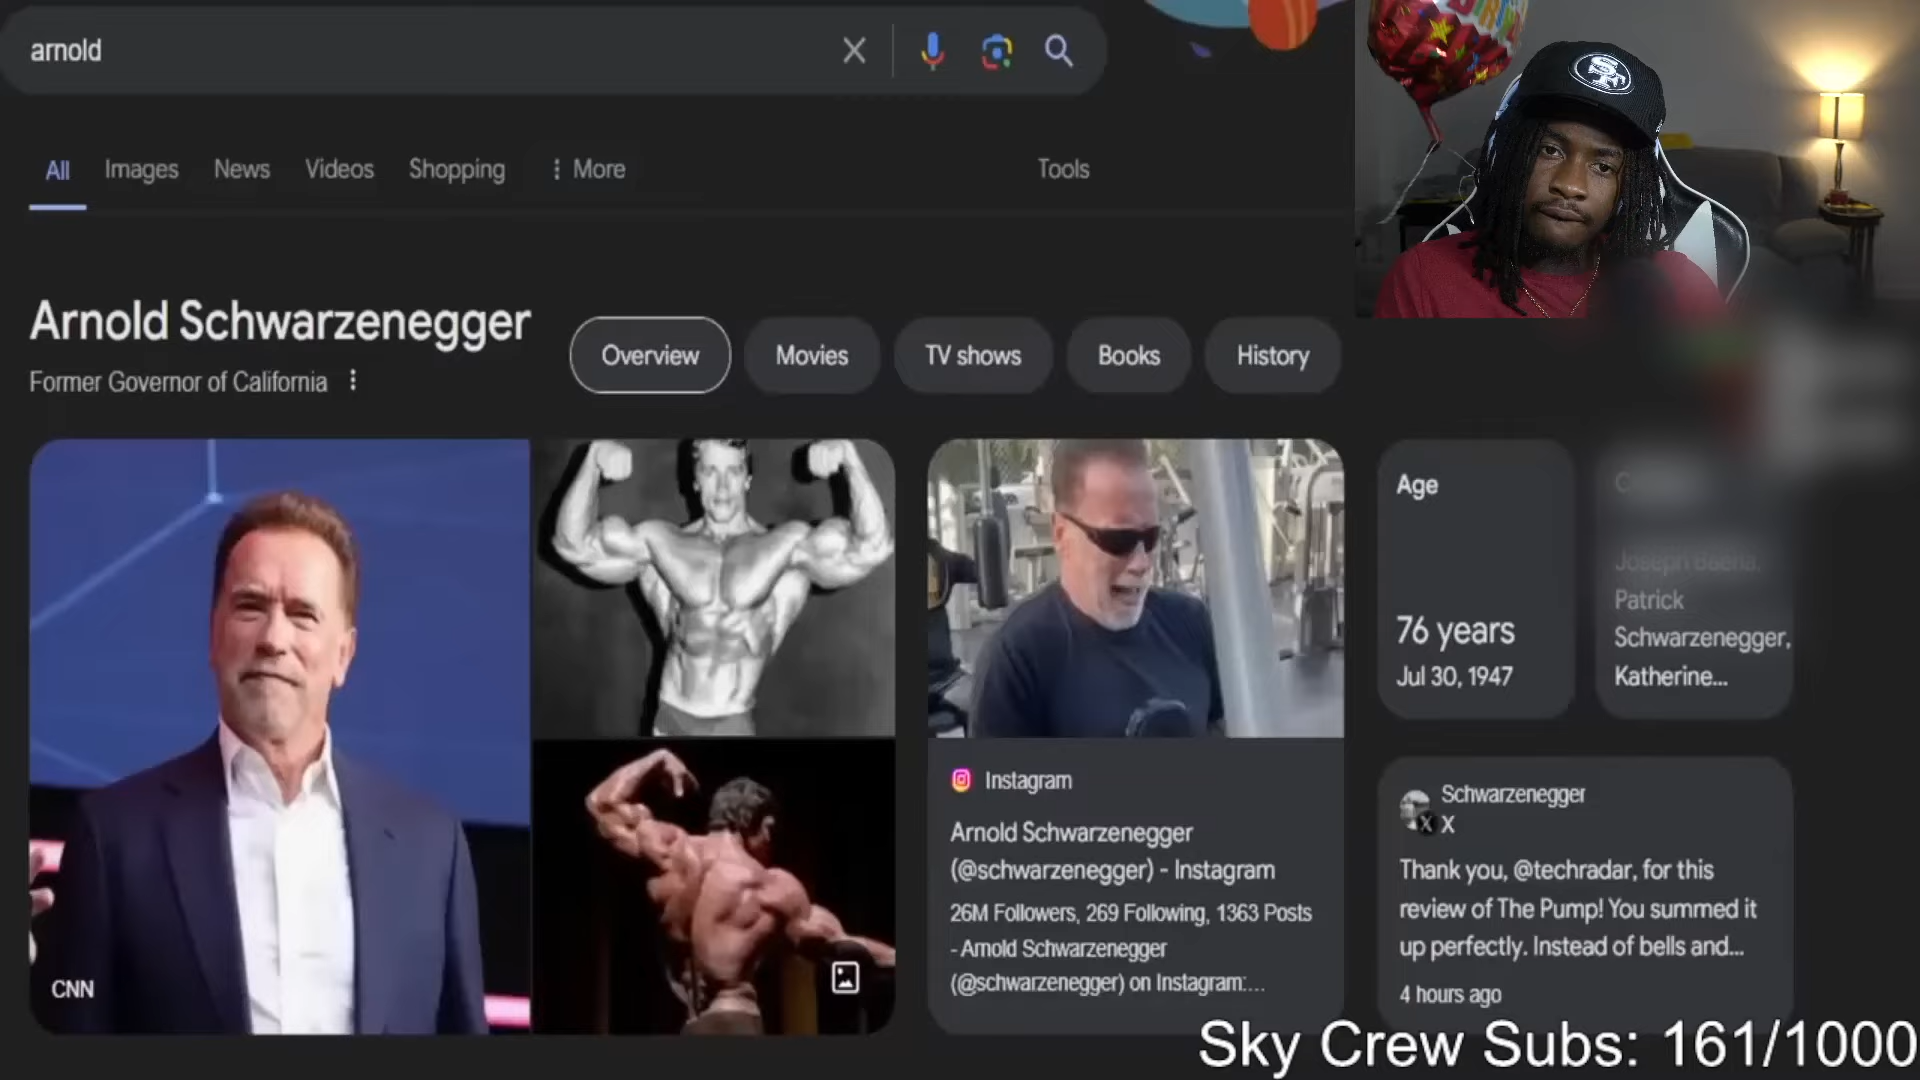 arnold
All
Images
News
Videos
Shopping
More
Tools
Arnold Schwarzenegger
Former Governor of California
Overview
Movies
TV shows
Books
History
CNN
Instagram
Arnold Schwarzenegger
(@schwarzenegger) - Instagram
26M Followers, 269 Following, 1363 Posts
- Arnold Schwarzenegger
(@schwarzenegger) on Instagram:...
Age
76 years
Jul 30, 1947
Joseph Baena,
Patrick
Schwarzenegger,
Katherine...
Schwarzenegger
X
Thank you, @techradar, for this
review of The Pump! You summed it
up perfectly. Instead of bells and...
4 hours ago
SF
Sky Crew Subs: 161/1000